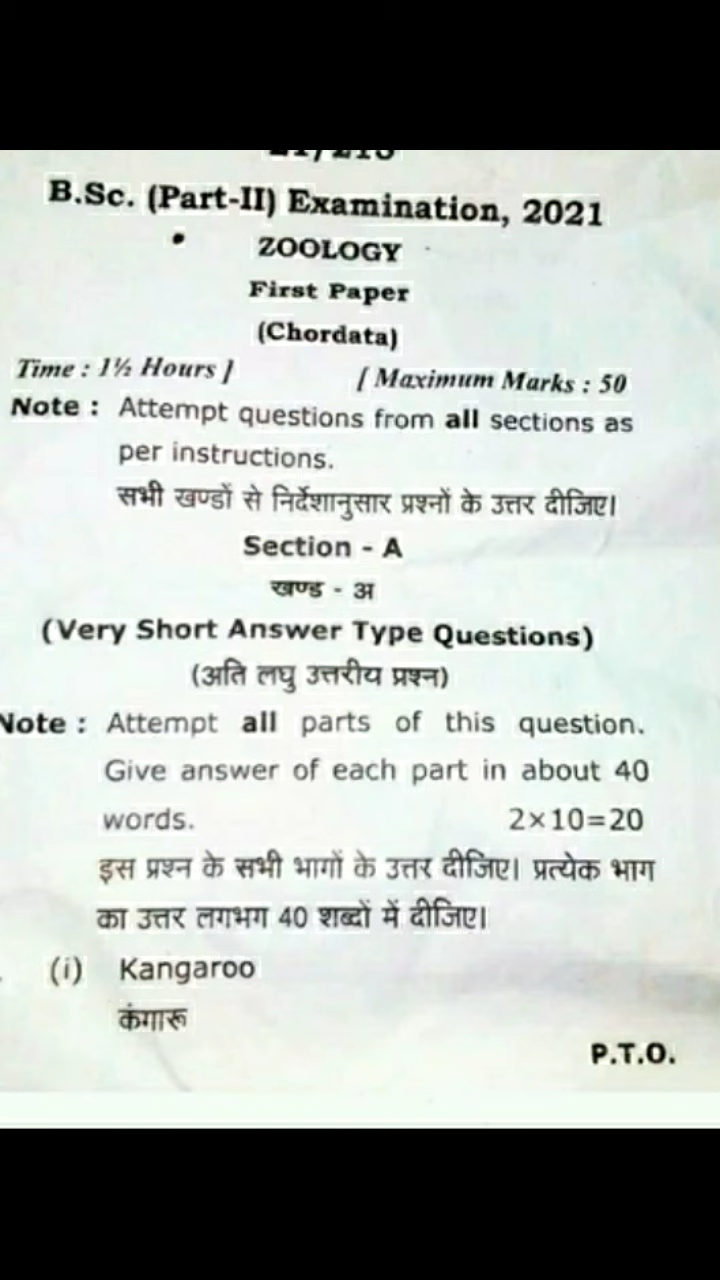 B.Sc. (Part-II) Examination, 2021
ZOOLOGY
First Paper
(Chordata)
Time : 1½ Hours ] [ Maximum Marks : 50
Note : Attempt questions from all sections as
per instructions.
सभी खण्डों से निर्देशानुसार प्रश्नों के उत्तर दीजिए।
Section - A
खण्ड - अ
(Very Short Answer Type Questions)
(अति लघु उत्तरीय प्रश्न)
Note : Attempt all parts of this question.
Give answer of each part in about 40
words. 2×10=20
इस प्रश्न के सभी भागों के उत्तर दीजिए। प्रत्येक भाग
का उत्तर लगभग 40 शब्दों में दीजिए।
(i) Kangaroo
कंगारू
P.T.O.